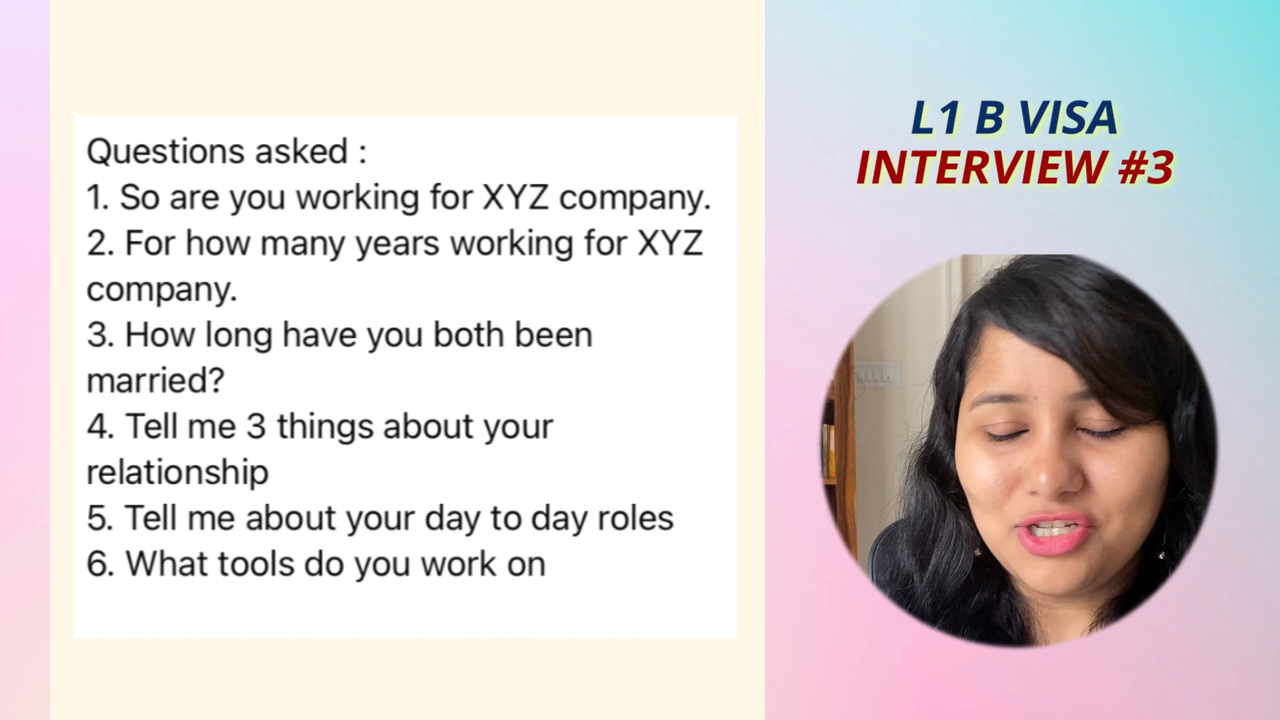 Questions asked :
1. So are you working for XYZ company.
2. For how many years working for XYZ
company.
3. How long have you both been
married?
4. Tell me 3 things about your
relationship
5. Tell me about your day to day roles
6. What tools do you work on
L1 B VISA
INTERVIEW #3